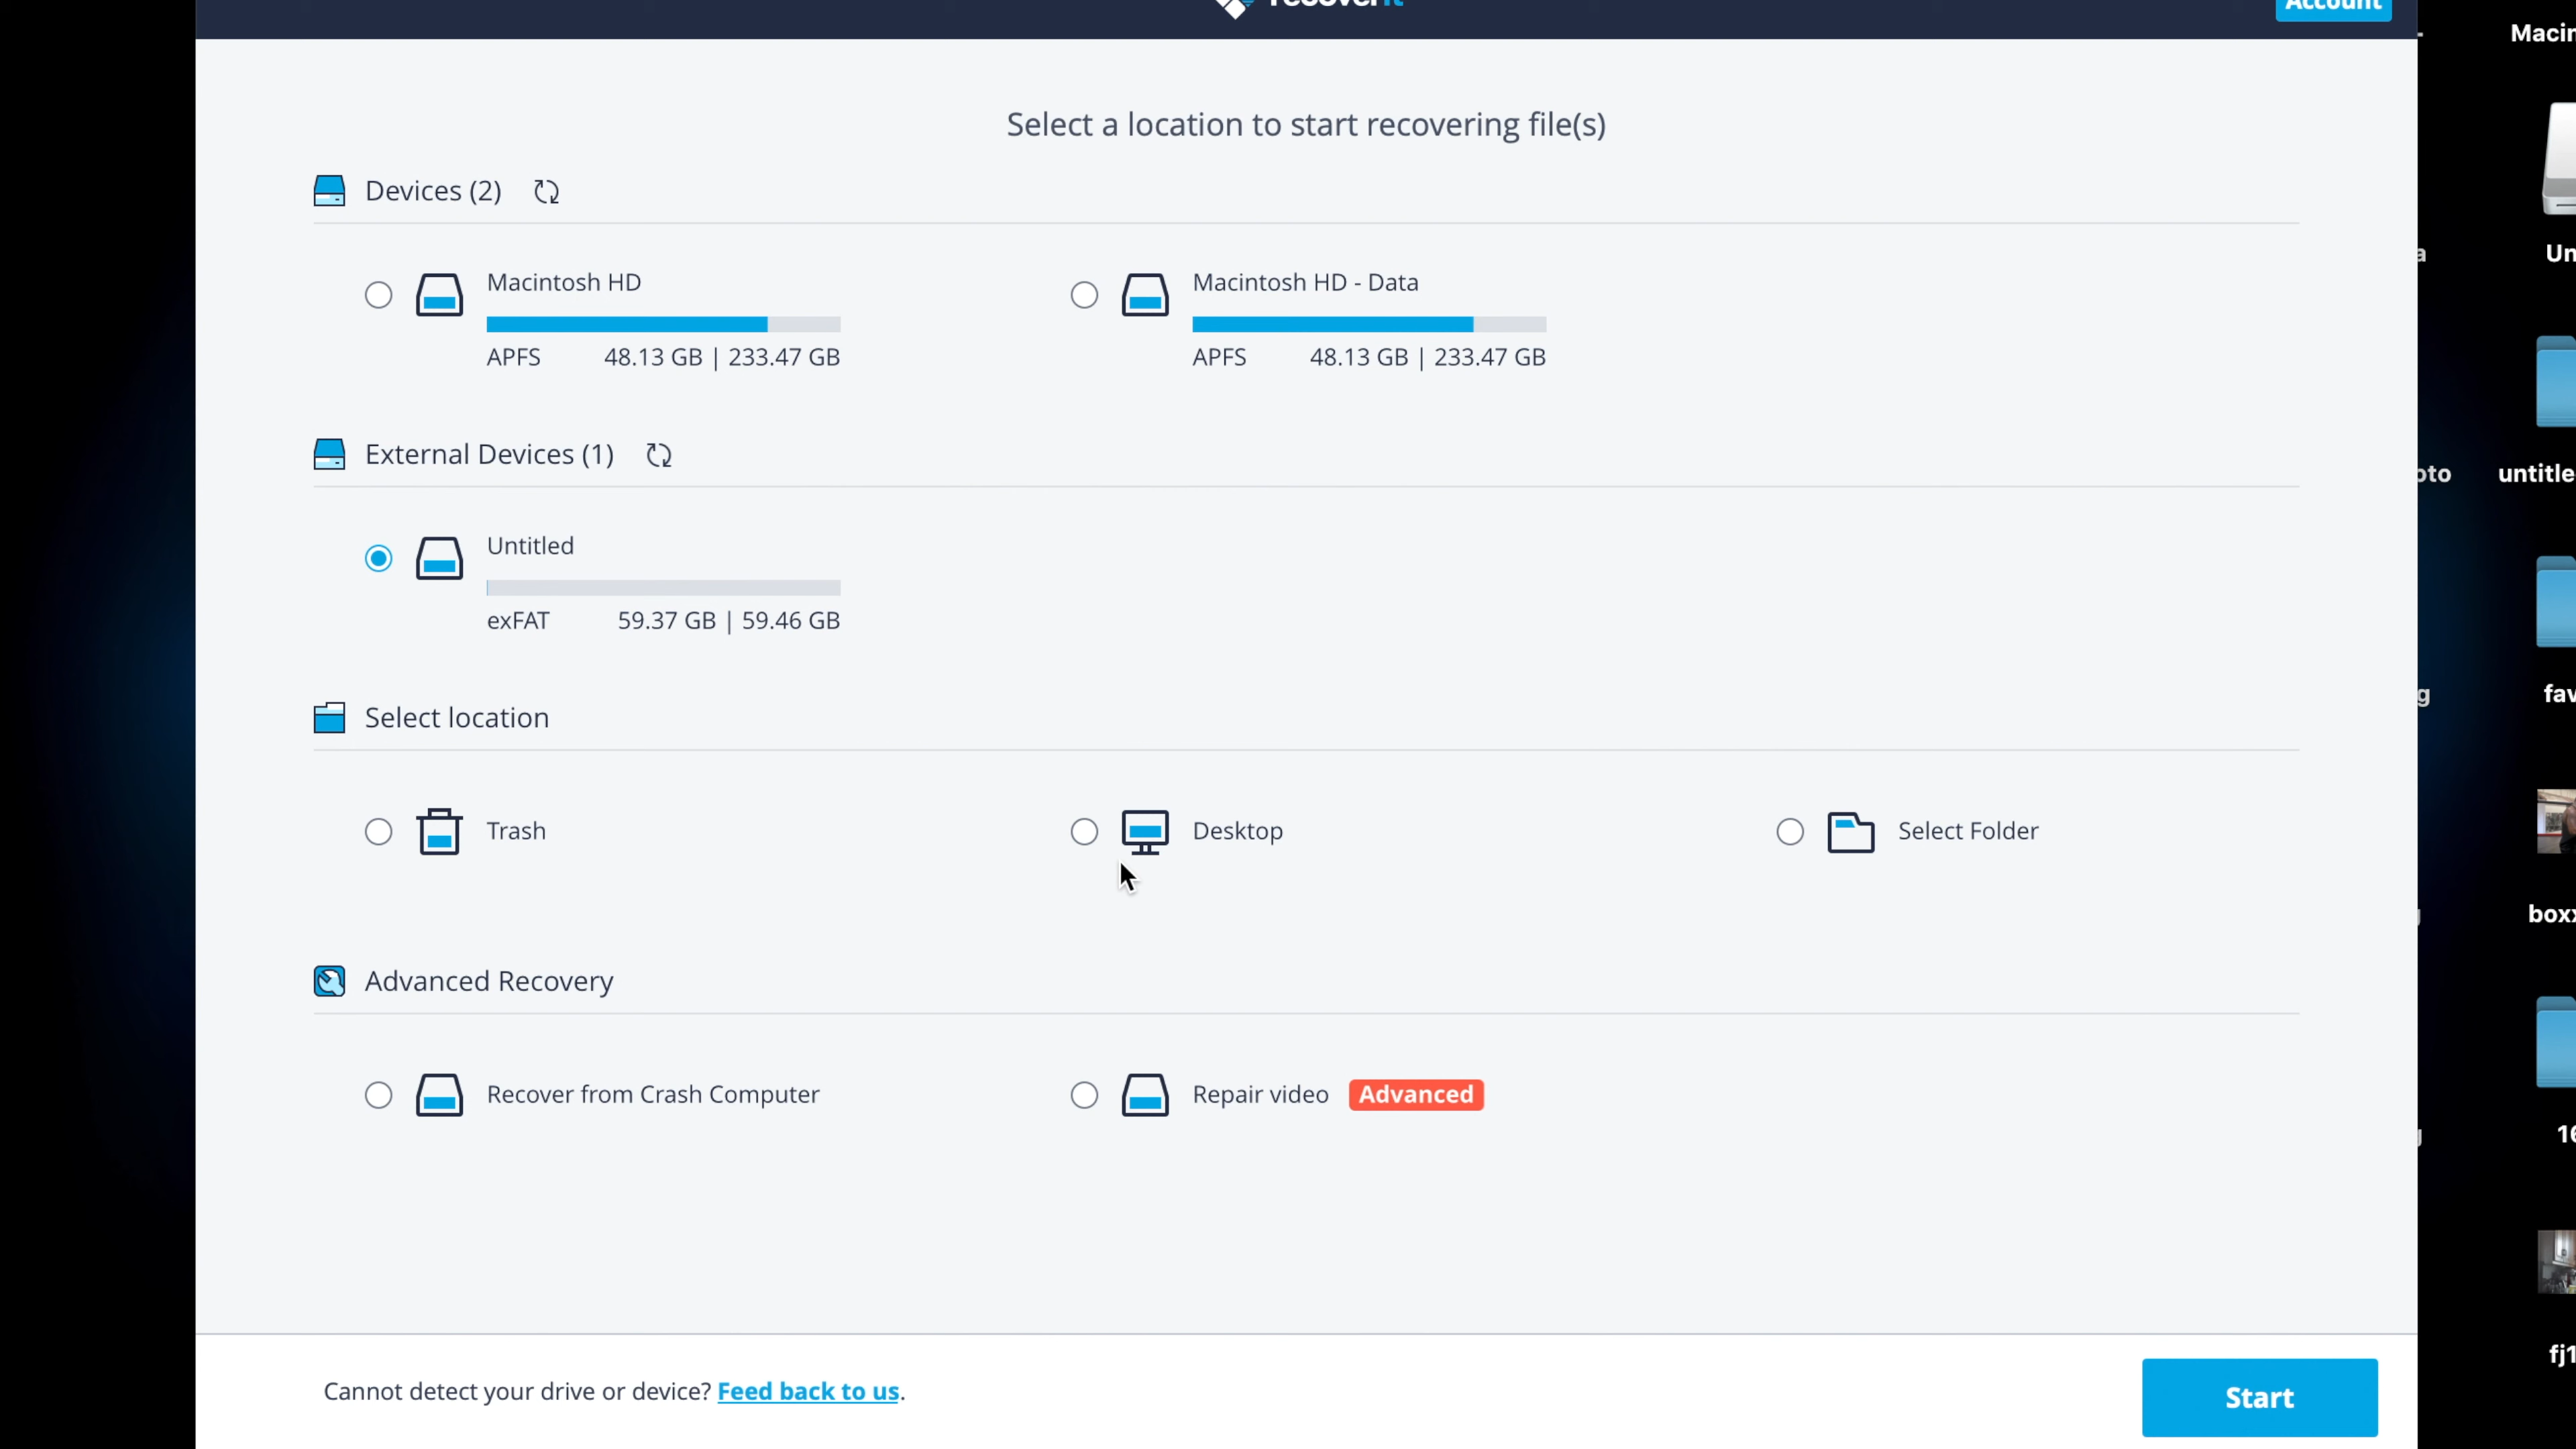 recoverit
Account
Select a location to start recovering file(s)
Devices (2)
Macintosh HD
APFS 48.13 GB | 233.47 GB
Macintosh HD - Data
APFS 48.13 GB | 233.47 GB
External Devices (1)
Untitled
exFAT 59.37 GB | 59.46 GB
Select location
Trash
Desktop
Select Folder
Advanced Recovery
Recover from Crash Computer
Repair video Advanced
Cannot detect your drive or device? Feed back to us.
Start